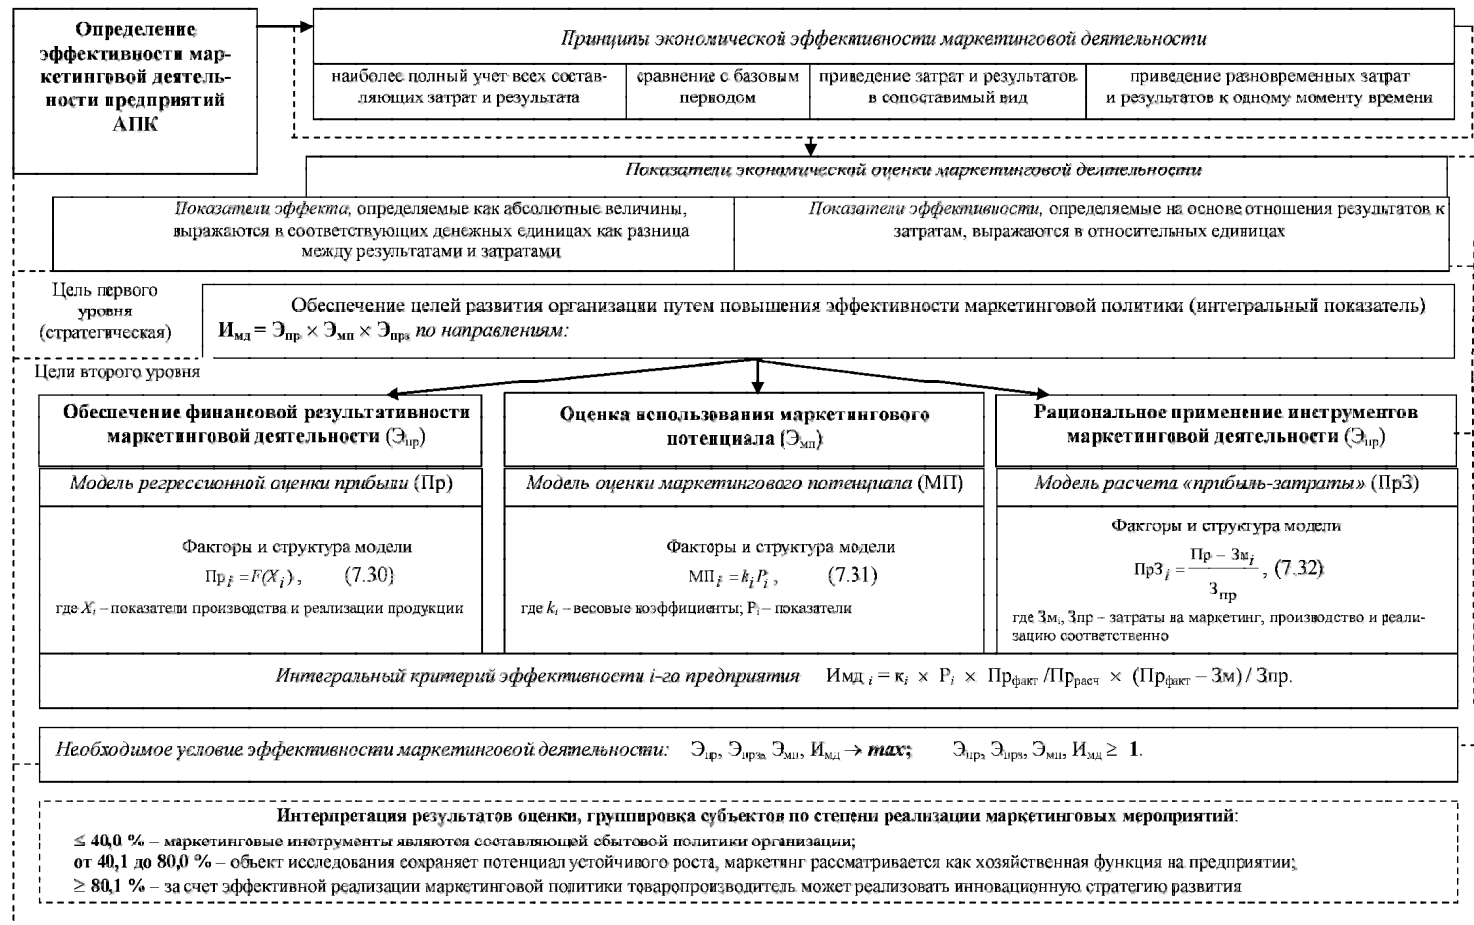 Определение
эффективности мар-
кетинговой деятель-
ности предприятий
АПК
Принципы экономической эффективности маркетинговой деятельности
наиболее полный учет всех состав-
ляющих затрат и результата
сравнение с базовым
периодом
приведение затрат и результатов
в сопоставимый вид
приведение разновременных затрат
и результатов к одному моменту времени
Показатели экономической оценки маркетинговой деятельности
Показатели эффекта, определяемые как абсолютные величины,
выражаются в соответствующих денежных единицах как разница
между результатами и затратами
Показатели эффективности, определяемые на основе отношения результатов к
затратам, выражаются в относительных единицах
Цель первого
уровня
(стратегическая)
Обеспечение целей развития организации путем повышения эффективности маркетинговой политики (интегральный показатель)
Имд = Эпр × Эмп × Эпрз по направлениям:
Цели второго уровня
Обеспечение финансовой результативности
маркетинговой деятельности (Эпр)
Оценка использования маркетингового
потенциала (Эмп)
Рациональное применение инструментов
маркетинговой деятельности (Эпр)
Модель регрессионной оценки прибыли (Пр)
Модель оценки маркетингового потенциала (МП)
Модель расчета «прибыль-затраты» (ПрЗ)
Факторы и структура модели
Прi = F(Xi), (7.30)
где Xi – показатели производства и реализации продукции
Факторы и структура модели
МПi = kiPi, (7.31)
где ki – весовые коэффициенты; Pi – показатели
Факторы и структура модели
ПрЗi = (Пр – Змi) / Зпр, (7.32)
где Змi, Зпр – затраты на маркетинг, производство и реали-
зацию соответственно
Интегральный критерий эффективности i-го предприятия Имд i = кi × Pi × Прфакт /Пррасч × (Прфакт – Зм) / Зпр.
Необходимое условие эффективности маркетинговой деятельности: Эпр, Эпрз, Эмп, Имд → max; Эпр, Эпрз, Эмп, Имд ≥ 1.
Интерпретация результатов оценки, группировка субъектов по степени реализации маркетинговых мероприятий:
≤ 40,0 % – маркетинговые инструменты являются составляющей сбытовой политики организации;
от 40,1 до 80,0 % – объект исследования сохраняет потенциал устойчивого роста, маркетинг рассматривается как хозяйственная функция на предприятии;
≥ 80,1 % – за счет эффективной реализации маркетинговой политики товаропроизводитель может реализовать инновационную стратегию развития